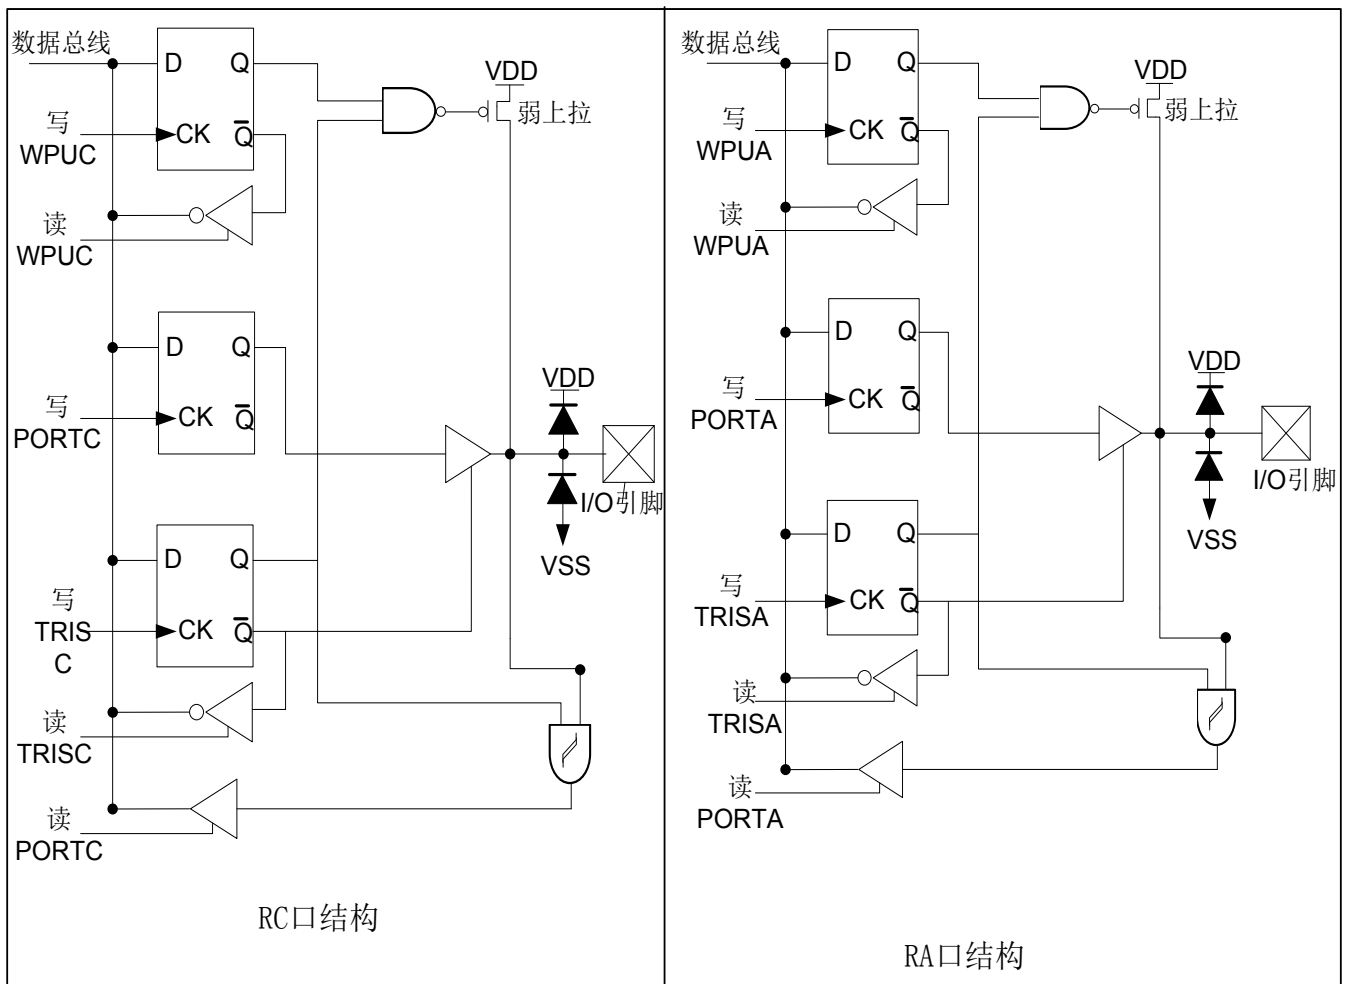 数据总线
D Q
写
WPUC
CK Q̅
读
WPUC
VDD
弱上拉
D Q
写
PORTC
CK Q̅
VDD
I/O引脚
VSS
D Q
写
TRIS
C
CK Q̅
读
TRISC
读
PORTC
RC口结构
数据总线
D Q
写
WPUA
CK Q̅
读
WPUA
VDD
弱上拉
D Q
写
PORTA
CK Q̅
VDD
I/O引脚
VSS
D Q
写
TRISA
CK Q̅
读
TRISA
读
PORTA
RA口结构